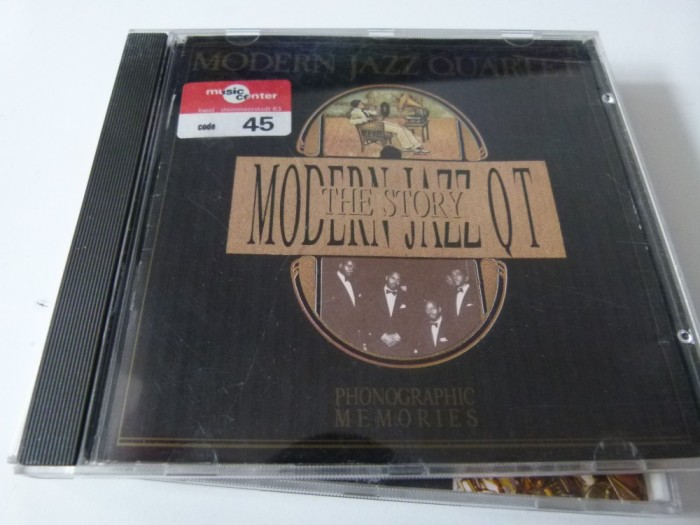 MODERN JAZZ QUARTET
music
center
code 45
THE STORY
MODERN JAZZ QT
PHONOGRAPHIC
MEMORIES